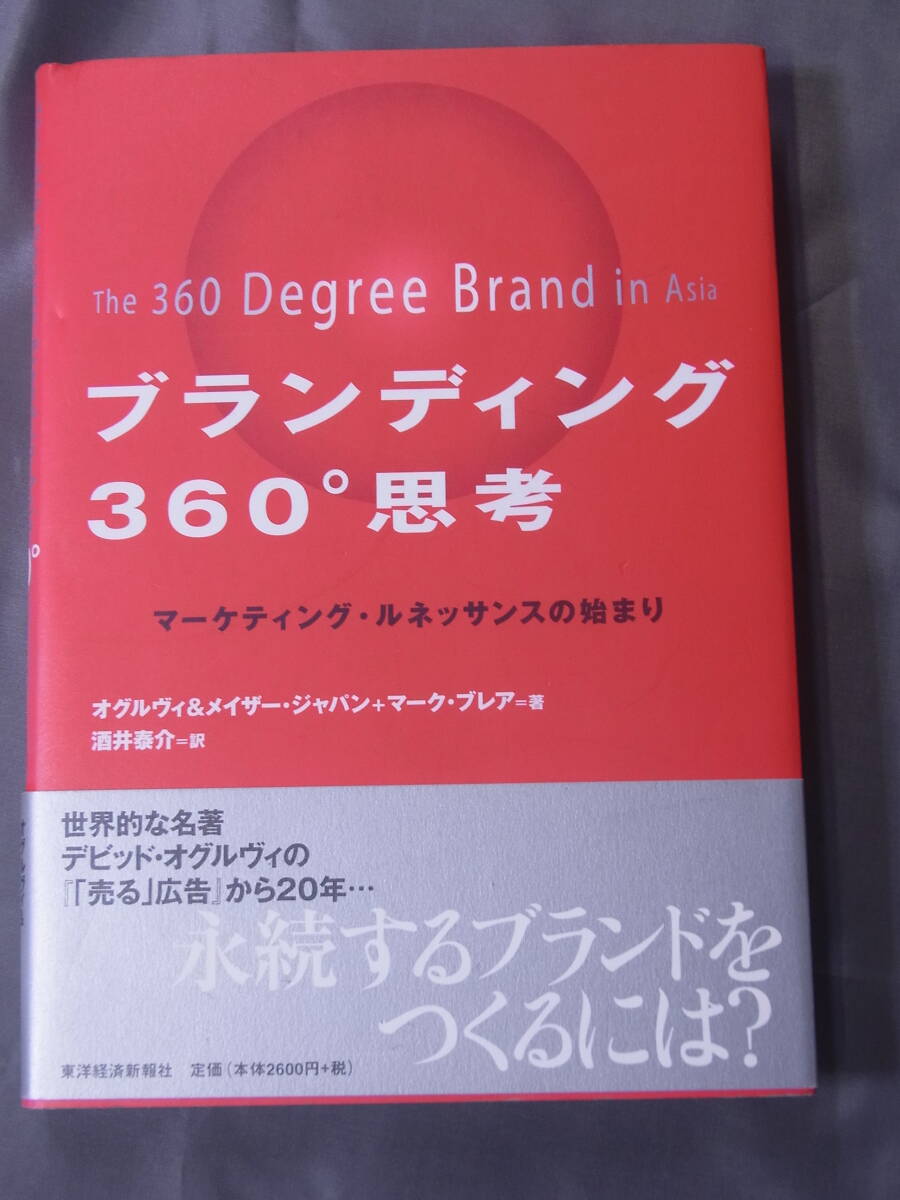 The 360 Degree Brand in Asia
ブランディング
360°思考
マーケティング・ルネッサンスの始まり
オグルヴィ&メイザー・ジャパン+マーク・ブレア=著
酒井泰介=訳
世界的な名著
デビッド・オグルヴィの
『「売る」広告』から20年…
永続するブランドを
つくるには?
東洋経済新報社 定価(本体2600円+税)